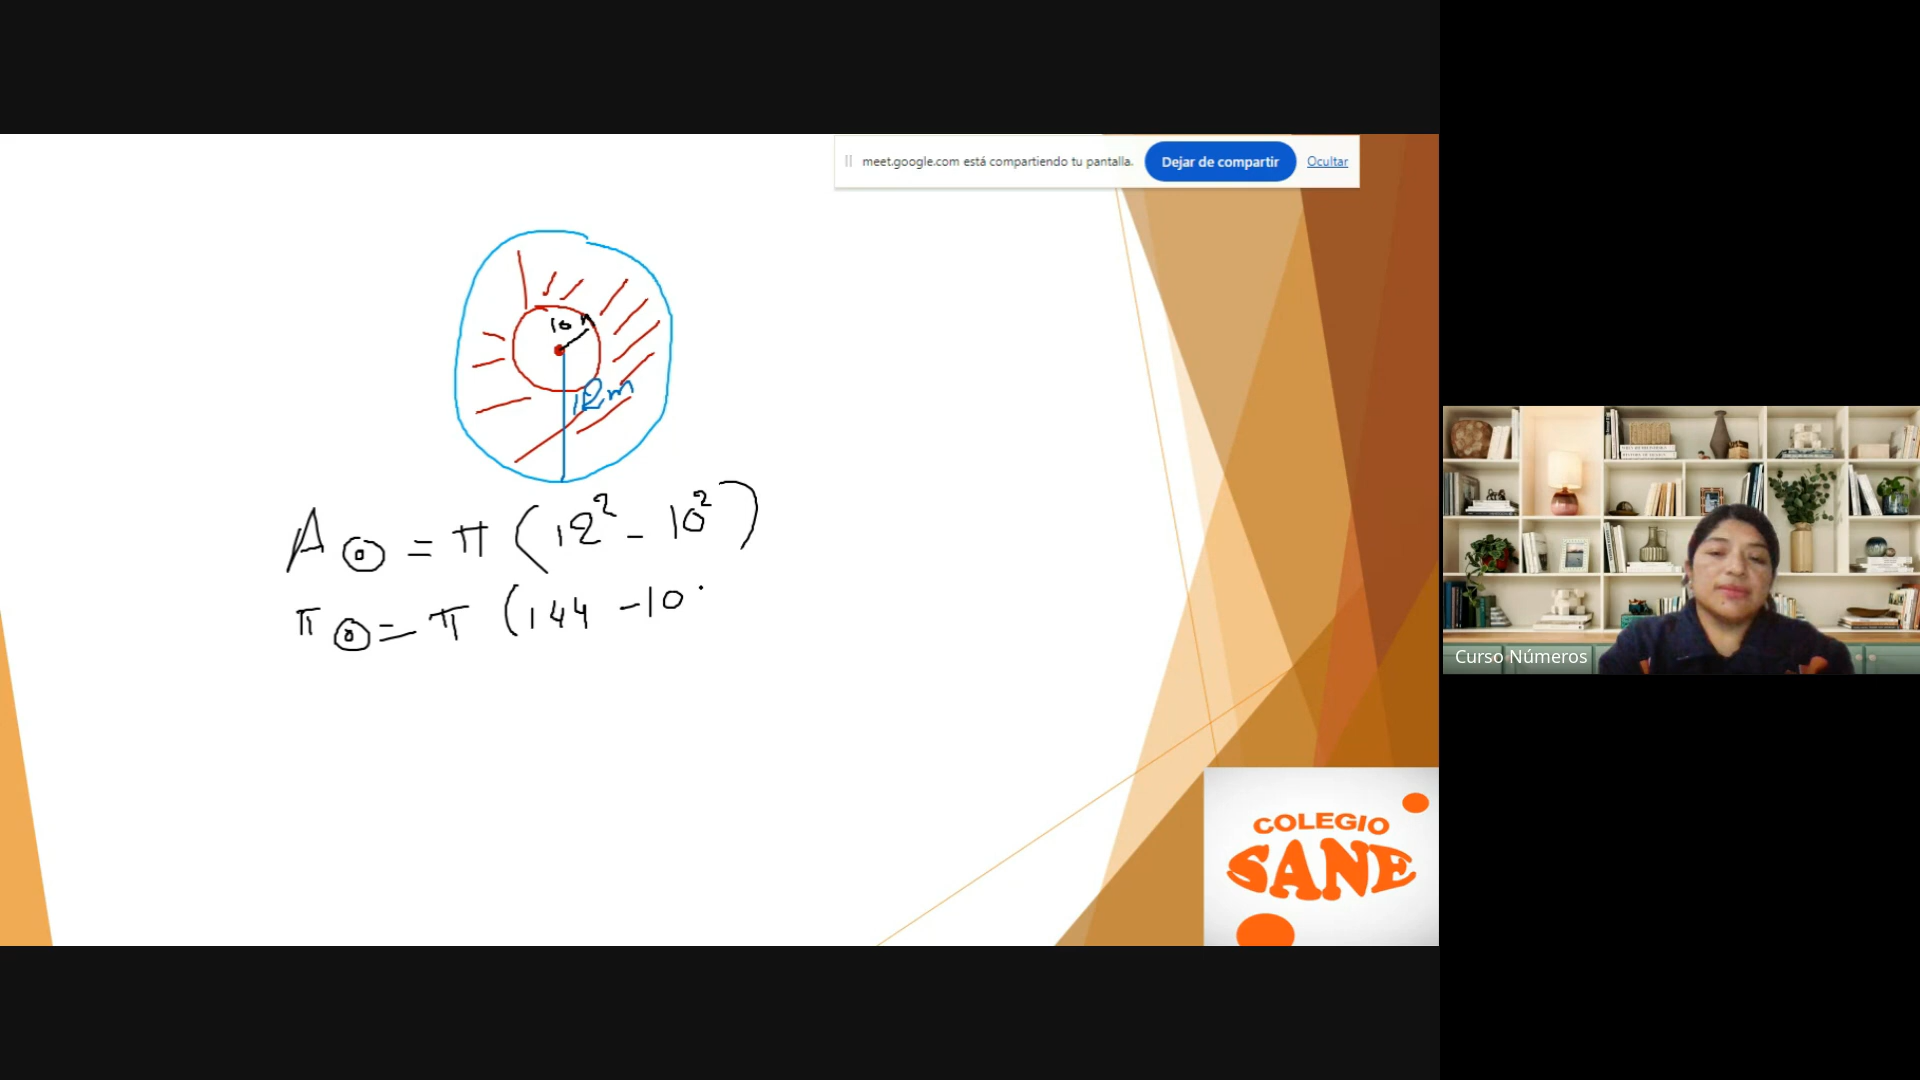 meet.google.com está compartiendo tu pantalla. Dejar de compartir Ocultar
10 m
12m
A⊙ = π (12² - 10²)
π⊙ = π (144 - 10
COLEGIO
SANE
Curso Números